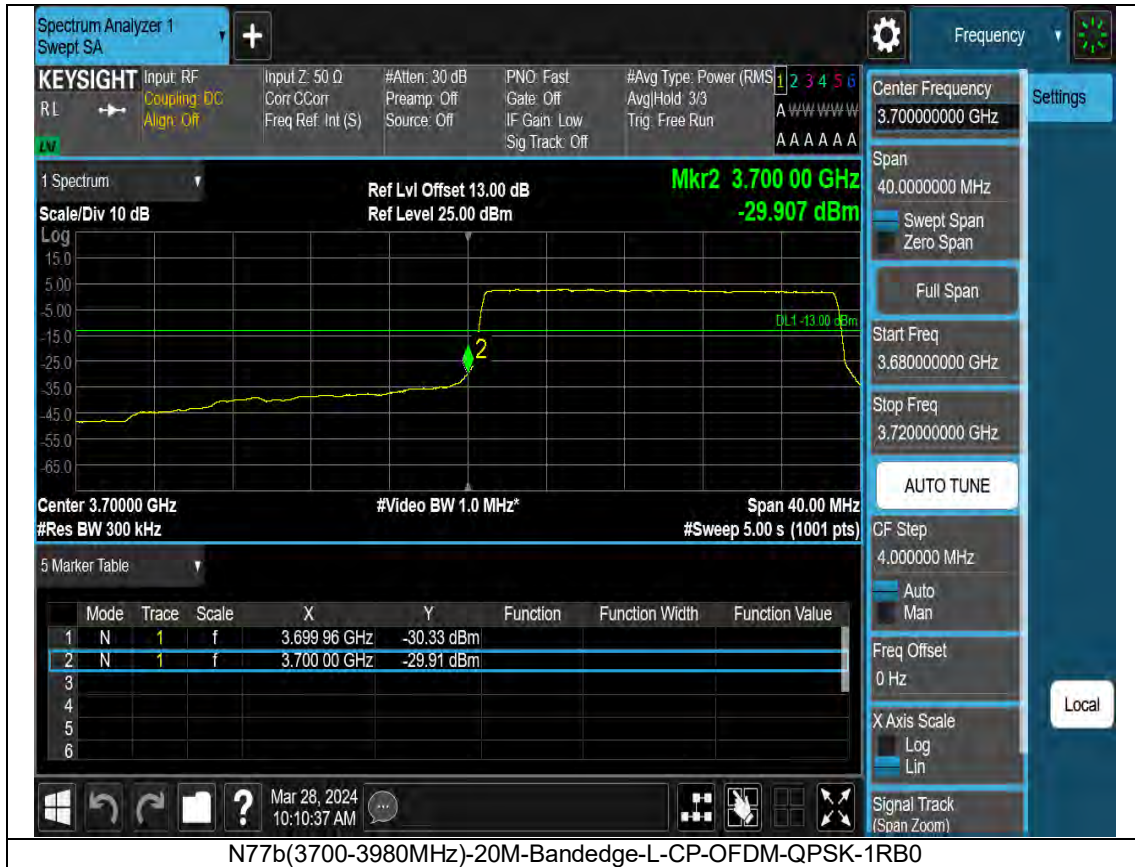 Spectrum Analyzer 1
Swept SA
+
Frequency
KEYSIGHT
RL
Input: RF
Coupling: DC
Align: Off
Input Z: 50 Ω
Corr CCorr
Freq Ref: Int (S)
#Atten: 30 dB
Preamp: Off
Source: Off
PNO: Fast
Gate: Off
IF Gain: Low
Sig Track: Off
#Avg Type: Power (RMS
Avg|Hold: 3/3
Trig: Free Run
1 2 3 4 5 6
A W W W W W
A A A A A A
Center Frequency
3.700000000 GHz
Settings
1 Spectrum
Ref Lvl Offset 13.00 dB
Mkr2 3.700 00 GHz
Scale/Div 10 dB
Ref Level 25.00 dBm
-29.907 dBm
Log
15.0
5.00
-5.00
-15.0
-25.0
-35.0
-45.0
-55.0
-65.0
DL1 -13.00 dBm
2
Center 3.70000 GHz
#Video BW 1.0 MHz*
Span 40.00 MHz
#Res BW 300 kHz
#Sweep 5.00 s (1001 pts)
Span
40.0000000 MHz
Swept Span
Zero Span
Full Span
Start Freq
3.680000000 GHz
Stop Freq
3.720000000 GHz
AUTO TUNE
CF Step
4.000000 MHz
Auto
Man
Freq Offset
0 Hz
X Axis Scale
Log
Lin
Signal Track
(Span Zoom)
Local
5 Marker Table
Mode Trace Scale X Y Function Function Width Function Value
1 N 1 f 3.699 96 GHz -30.33 dBm
2 N 1 f 3.700 00 GHz -29.91 dBm
3
4
5
6
?
Mar 28, 2024
10:10:37 AM
N77b(3700-3980MHz)-20M-Bandedge-L-CP-OFDM-QPSK-1RB0